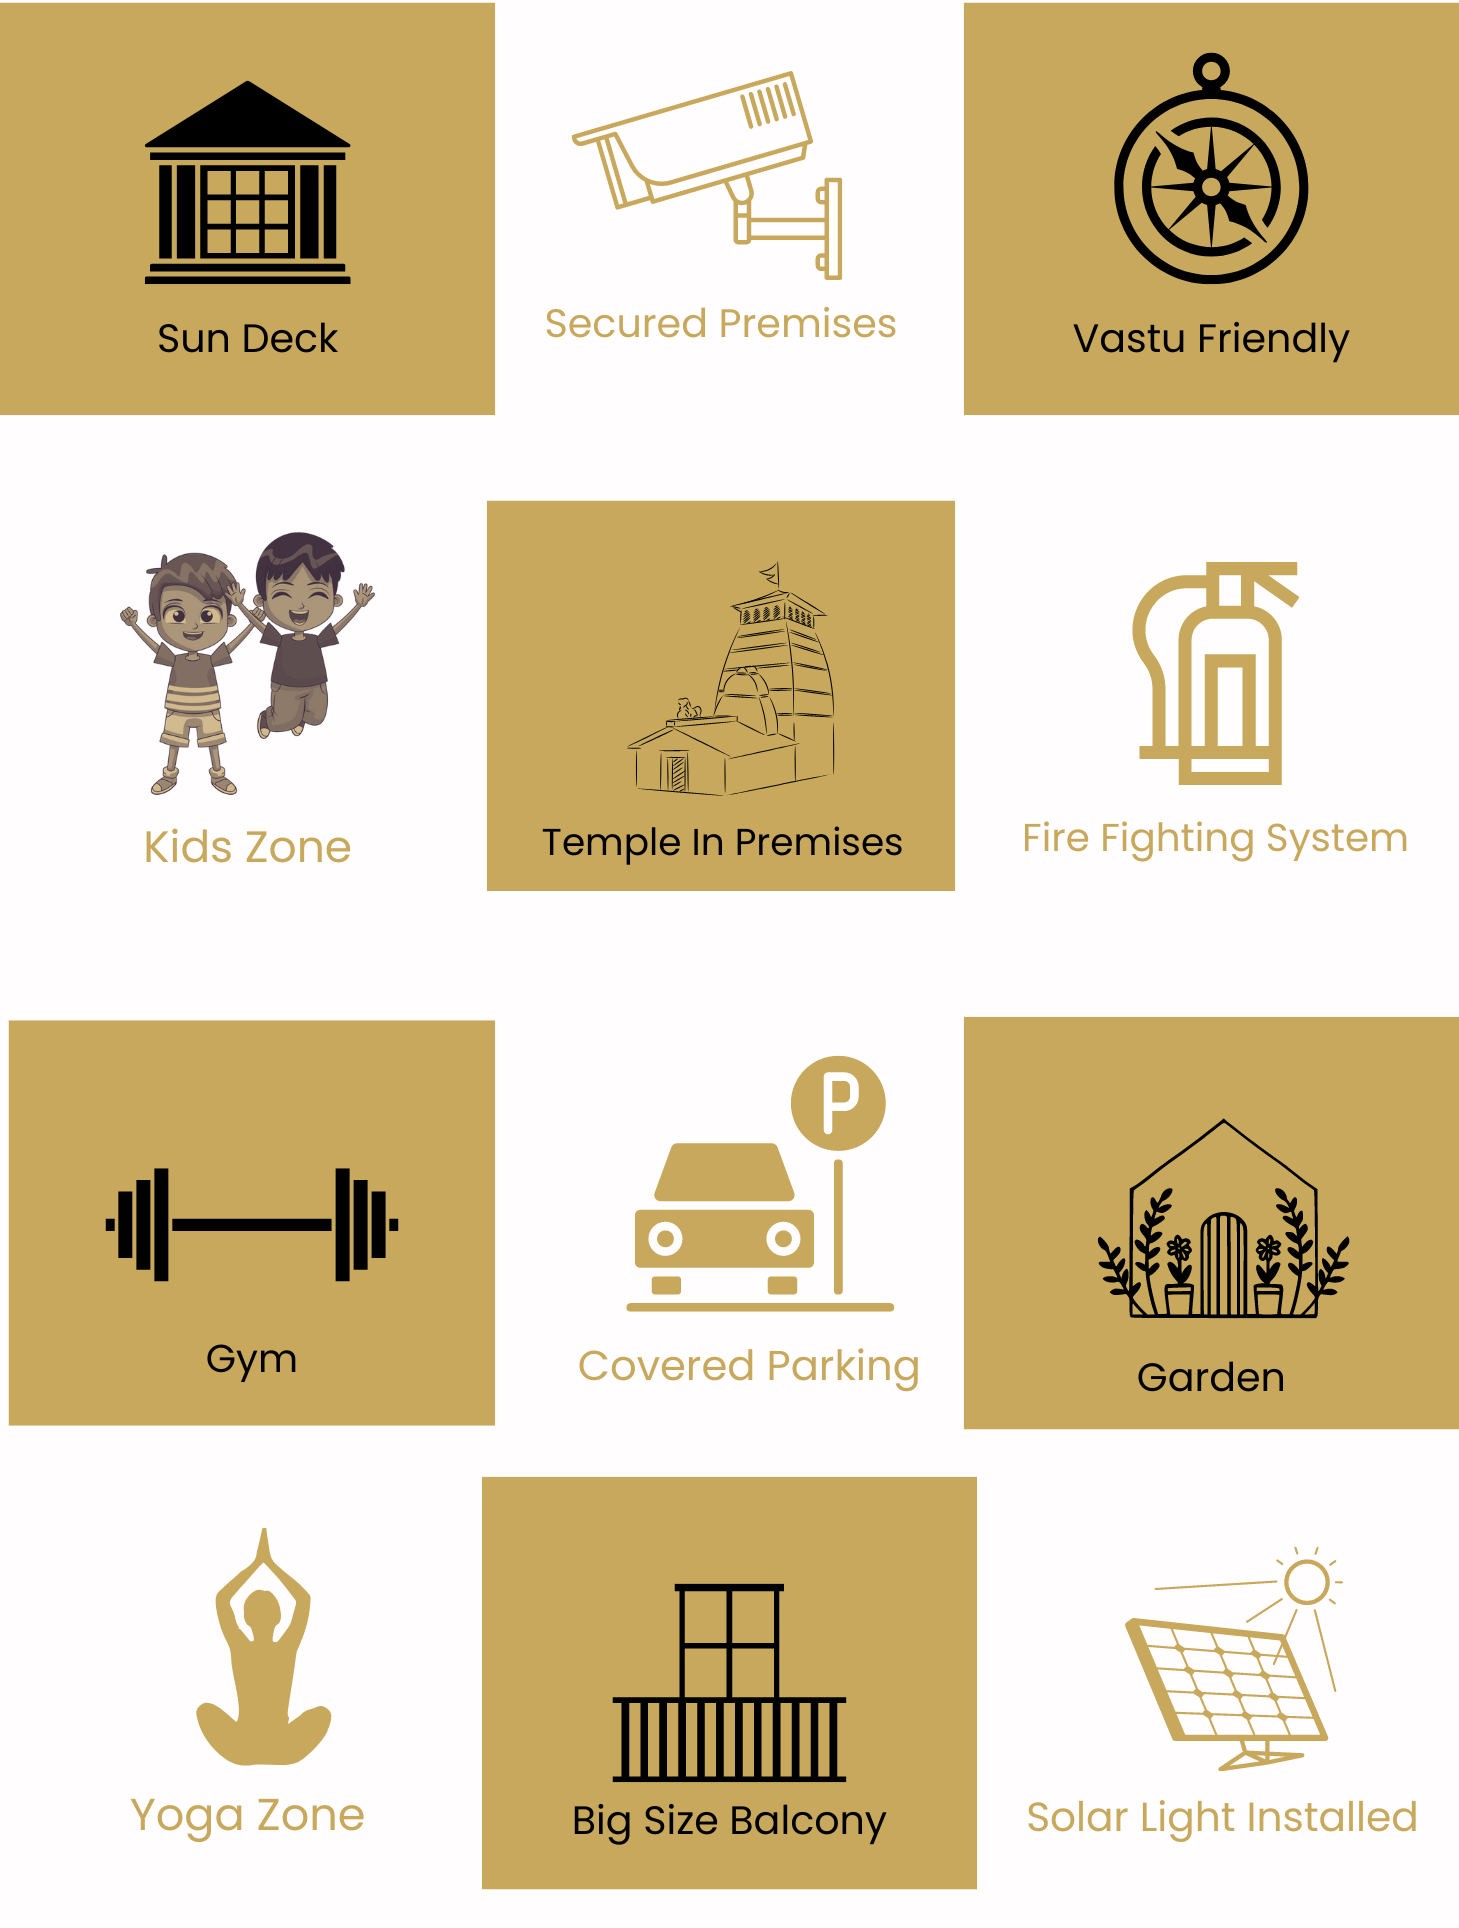 Sun Deck
Secured Premises
Vastu Friendly
Kids Zone
Temple In Premises
Fire Fighting System
P
Gym
Covered Parking
Garden
Yoga Zone
Big Size Balcony
Solar Light Installed